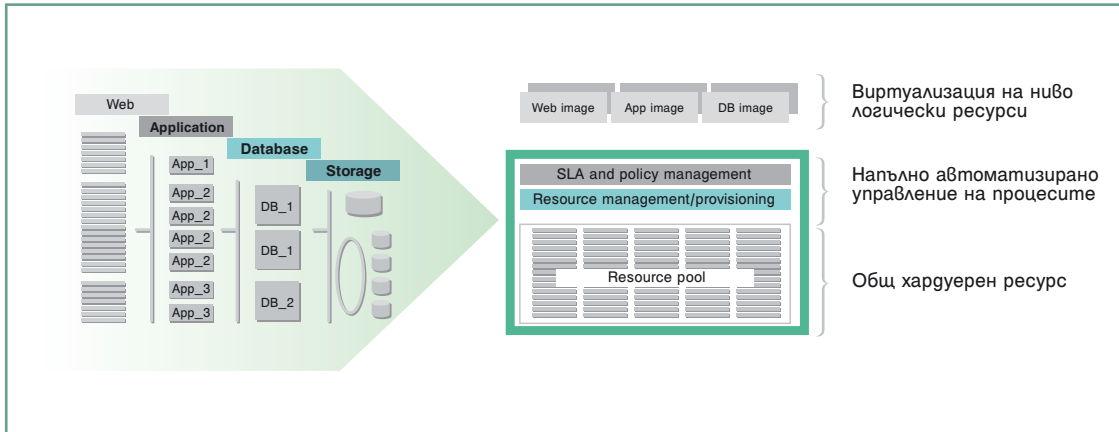 Web
Application
Database
Storage
App_1
App_2
App_2
App_2
App_2
App_3
App_3
DB_1
DB_1
DB_2
Web image
App image
DB image
SLA and policy management
Resource management/provisioning
Resource pool
Виртуализация на ниво
логически ресурси
Напълно автоматизирано
управление на процесите
Общ хардуерен ресурс